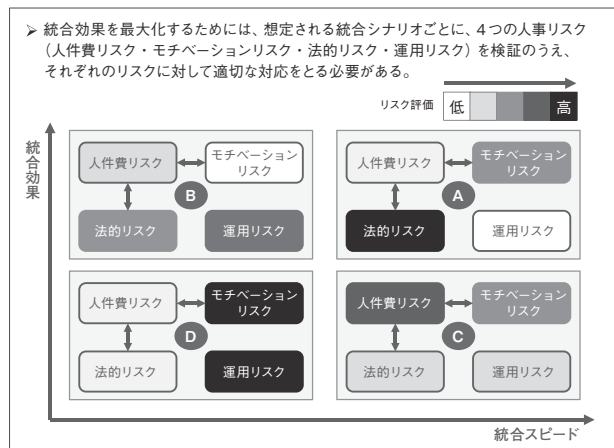 ➢ 統合効果を最大化するためには、想定される統合シナリオごとに、4つの人事リスク
（人件費リスク・モチベーションリスク・法的リスク・運用リスク）を検証のうえ、
それぞれのリスクに対して適切な対応をとる必要がある。
リスク評価 低 高
統合効果
人件費リスク
モチベーション
リスク
B
法的リスク
運用リスク
人件費リスク
モチベーション
リスク
A
法的リスク
運用リスク
人件費リスク
モチベーション
リスク
D
法的リスク
運用リスク
人件費リスク
モチベーション
リスク
C
法的リスク
運用リスク
統合スピード